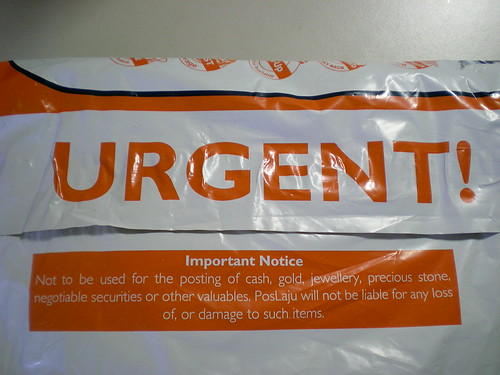 URGENT!
Important Notice
Not to be used for the posting of cash, gold, jewellery, precious stone,
negotiable securities or other valuables. PosLaju will not be liable for any loss
of, or damage to such items.